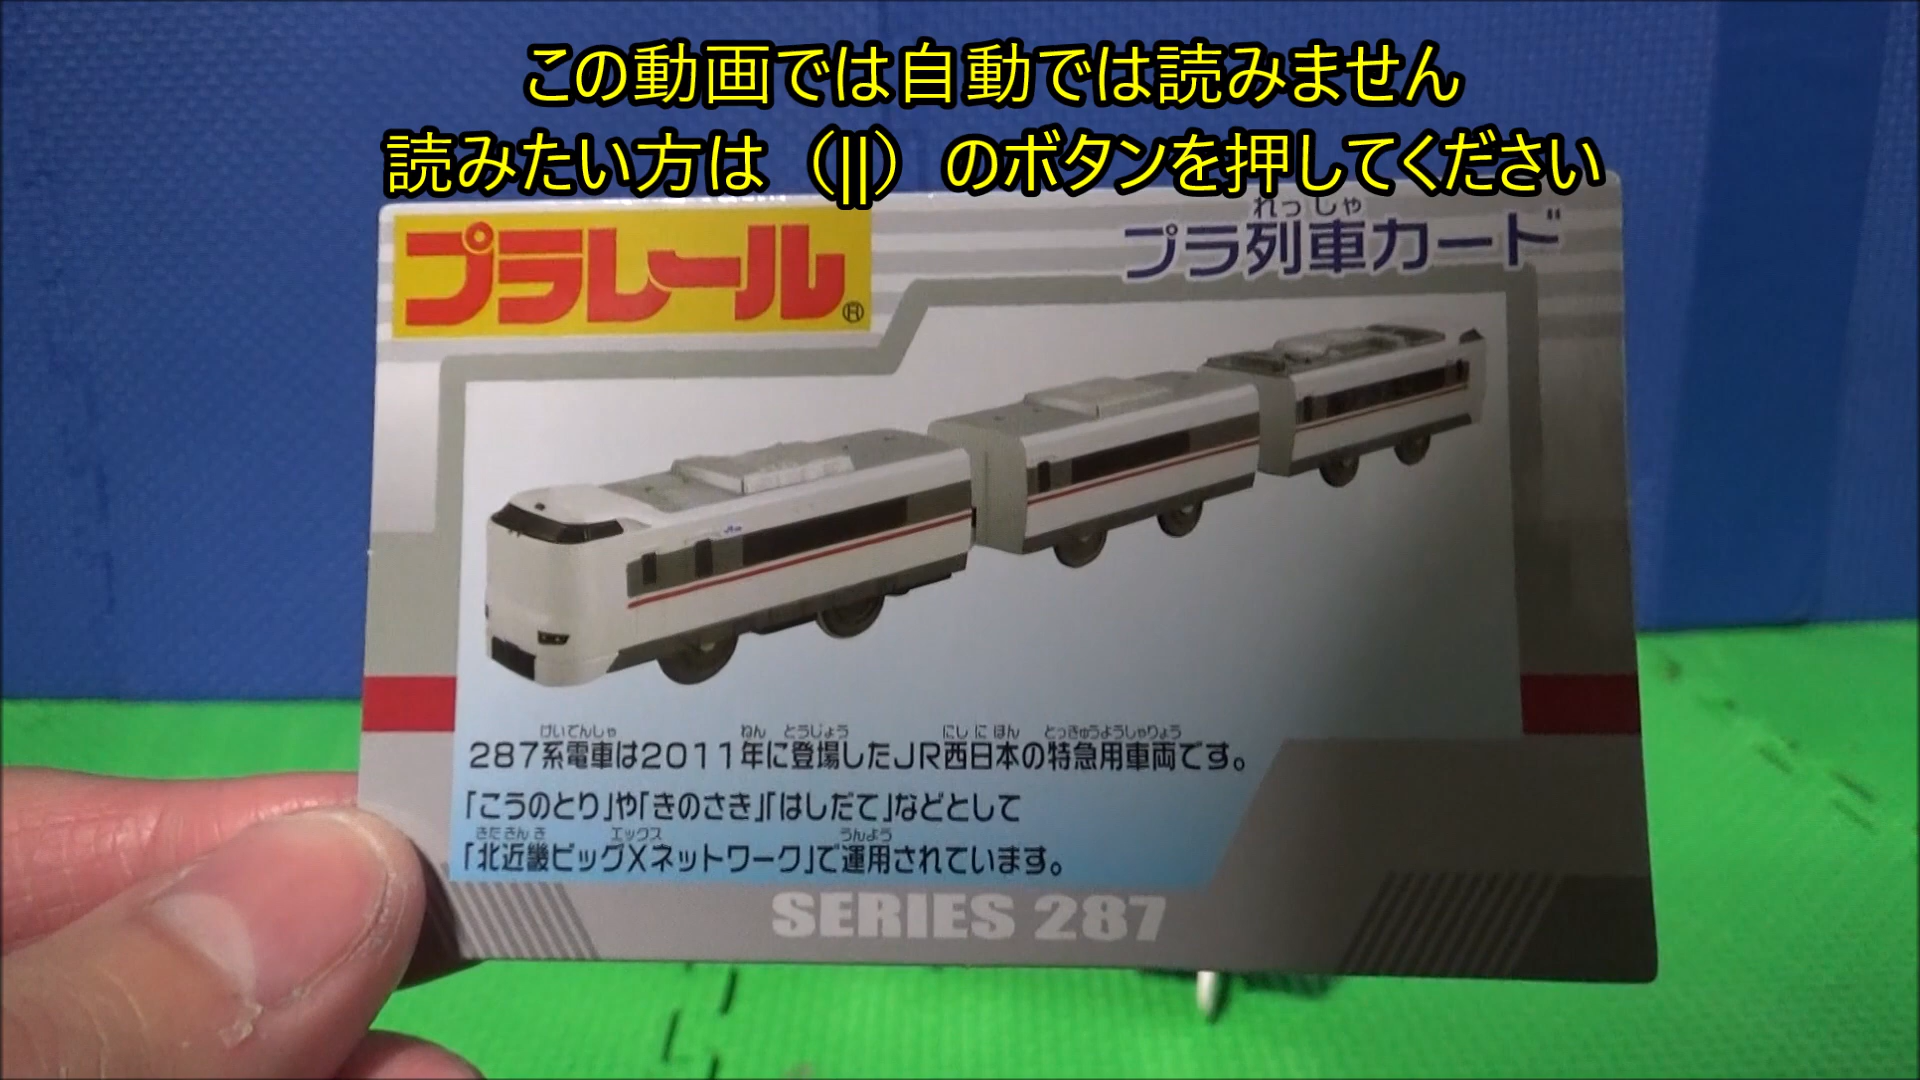 この動画では自動では読みません
読みたい方は（||）のボタンを押してください
プラレール®
れっしゃ
プラ列車カード
けいでんしゃ ねん とうじょう にしにほん とっきゅうようしゃりょう
287系電車は2011年に登場したJR西日本の特急用車両です。
「こうのとり」や「きのさき」「はしだて」などとして
きたきんき エックス うんよう
「北近畿ビッグXネットワーク」で運用されています。
SERIES 287